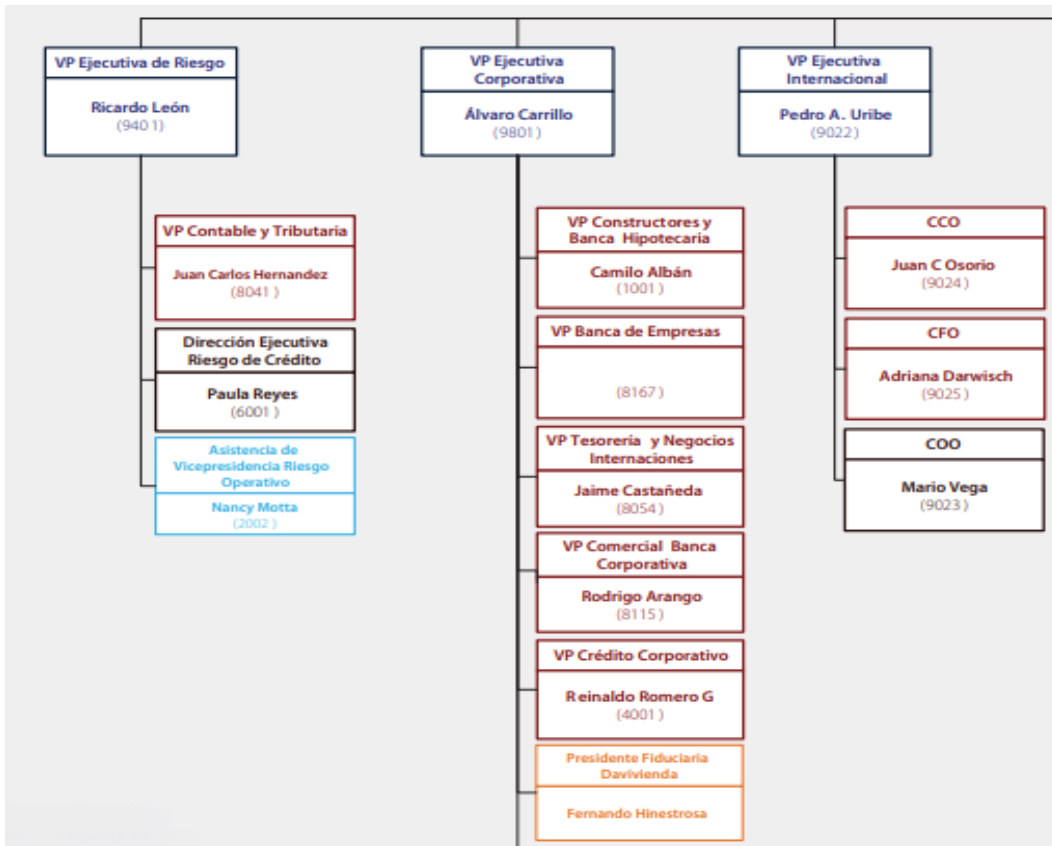 VP Ejecutiva de Riesgo
Ricardo León
(9401)
VP Contable y Tributaria
Juan Carlos Hernandez
(8041)
Dirección Ejecutiva
Riesgo de Crédito
Paula Reyes
(6001)
Asistencia de
Vicepresidencia Riesgo
Operativo
Nancy Motta
(2002)
VP Ejecutiva
Corporativa
Álvaro Carrillo
(9801)
VP Constructores y
Banca Hipotecaria
Camilo Albán
(1001)
VP Banca de Empresas
(8167)
VP Tesorería y Negocios
Internaciones
Jaime Castañeda
(8054)
VP Comercial Banca
Corporativa
Rodrigo Arango
(8115)
VP Crédito Corporativo
Reinaldo Romero G
(4001)
Presidente Fiduciaria
Davivienda
Fernando Hinestrosa
VP Ejecutiva
Internacional
Pedro A. Uribe
(9022)
CCO
Juan C Osorio
(9024)
CFO
Adriana Darwisch
(9025)
COO
Mario Vega
(9023)